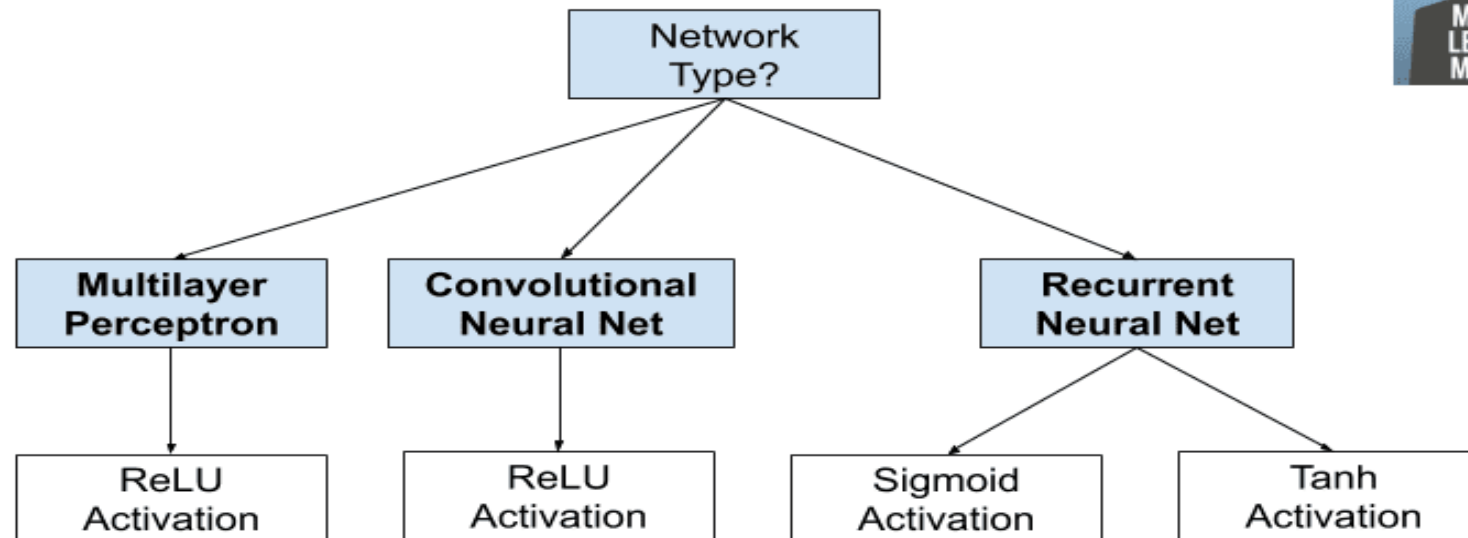 Network
Type?
Multilayer
Perceptron
Convolutional
Neural Net
Recurrent
Neural Net
ReLU
Activation
ReLU
Activation
Sigmoid
Activation
Tanh
Activation